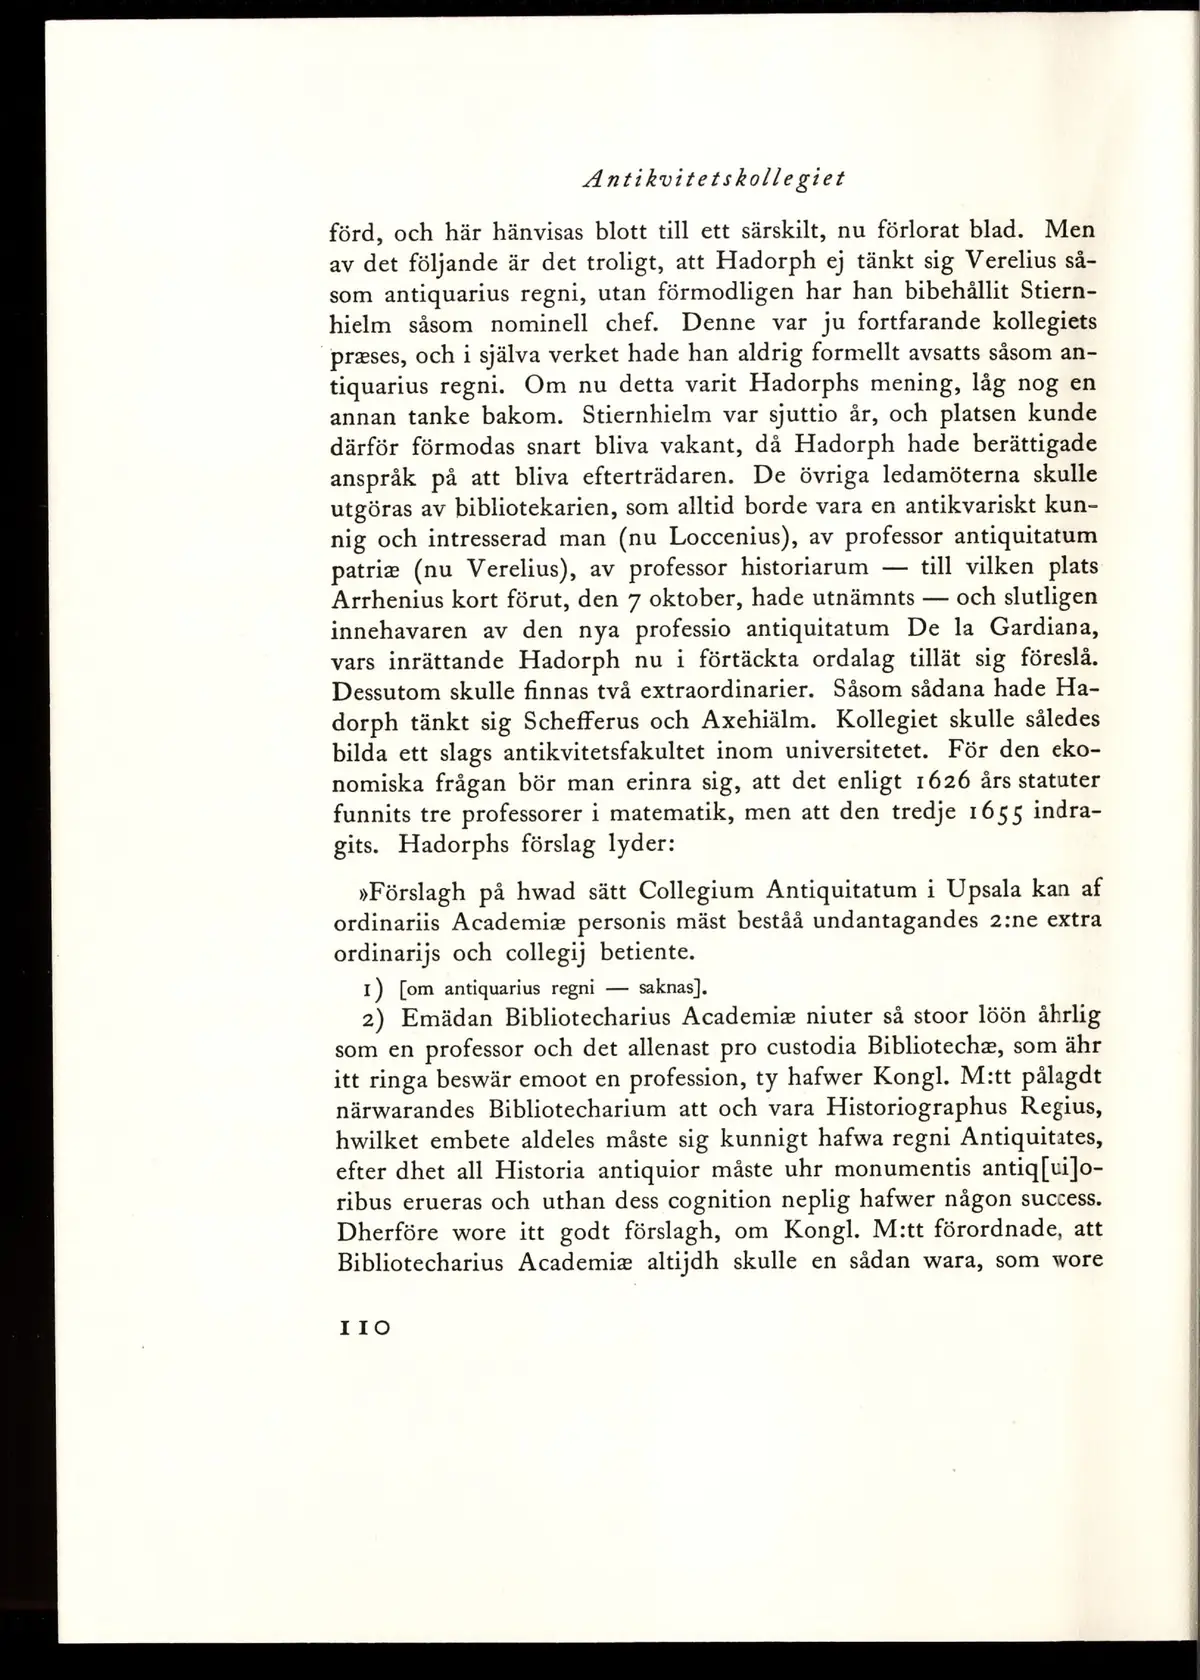 Antikvitetskollegiet
förd, och här hänvisas blott till ett särskilt, nu förlorat blad. Men
av det följande är det troligt, att Hadorph ej tänkt sig Verelius så-
som antiquarius regni, utan förmodligen har han bibehållit Stiern-
hielm såsom nominell chef. Denne var ju fortfarande kollegiets
præses, och i själva verket hade han aldrig formellt avsatts såsom an-
tiquarius regni. Om nu detta varit Hadorphs mening, låg nog en
annan tanke bakom. Stiernhielm var sjuttio år, och platsen kunde
därför förmodas snart bliva vakant, då Hadorph hade berättigade
anspråk på att bliva efterträdaren. De övriga ledamöterna skulle
utgöras av bibliotekarien, som alltid borde vara en antikvariskt kun-
nig och intresserad man (nu Loccenius), av professor antiquitatum
patriæ (nu Verelius), av professor historiarum — till vilken plats
Arrhenius kort förut, den 7 oktober, hade utnämnts — och slutligen
innehavaren av den nya professio antiquitatum De la Gardiana,
vars inrättande Hadorph nu i förtäckta ordalag tillät sig föreslå.
Dessutom skulle finnas två extraordinarier. Såsom sådana hade Ha-
dorph tänkt sig Schefferus och Axehiälm. Kollegiet skulle således
bilda ett slags antikvitetsfakultet inom universitetet. För den eko-
nomiska frågan bör man erinra sig, att det enligt 1626 års statuter
funnits tre professorer i matematik, men att den tredje 1655 indra-
gits. Hadorphs förslag lyder:
»Förslagh på hwad sätt Collegium Antiquitatum i Upsala kan af
ordinariis Academiæ personis mäst beståå undantagandes 2:ne extra
ordinarijs och collegij betiente.
1) [om antiquarius regni — saknas].
2) Emädan Bibliotecharius Academiæ niuter så stoor löön åhrlig
som en professor och det allenast pro custodia Bibliotechæ, som ähr
itt ringa beswär emoot en profession, ty hafwer Kongl. M:tt pålagdt
närwarandes Bibliotecharium att och vara Historiographus Regius,
hwilket embete aldeles måste sig kunnigt hafwa regni Antiquitates,
efter dhet all Historia antiquior måste uhr monumentis antiq[ui]o-
ribus erueras och uthan dess cognition neplig hafwer någon success.
Dherföre wore itt godt förslagh, om Kongl. M:tt förordnade, att
Bibliotecharius Academiæ altijdh skulle en sådan wara, som wore
110